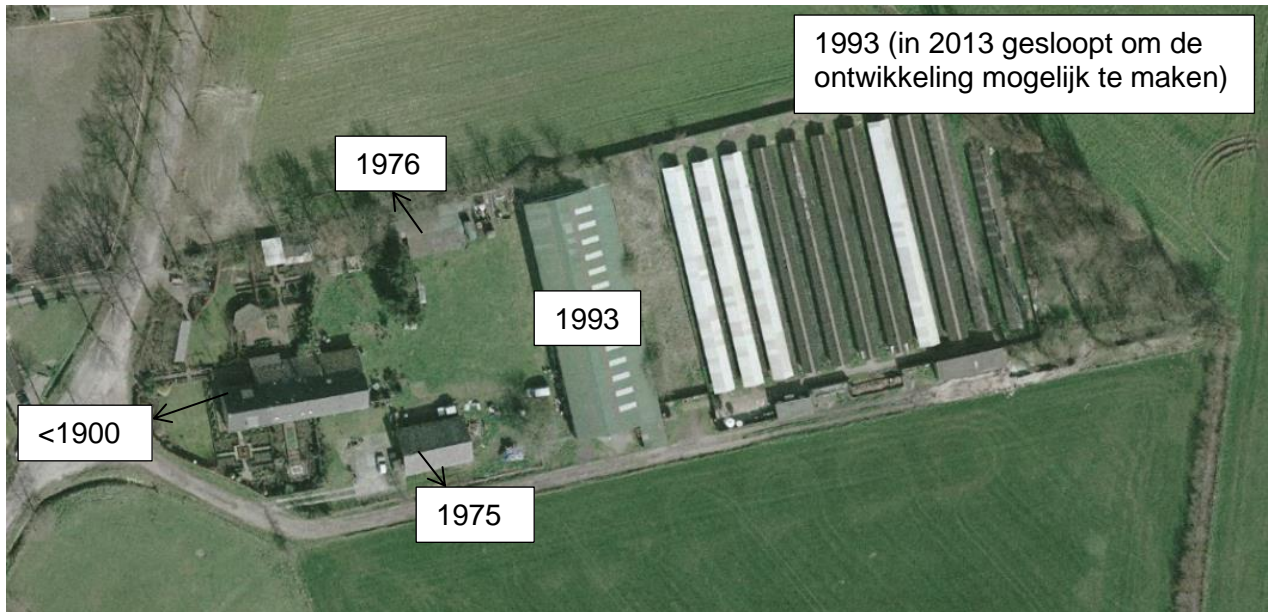 1993 (in 2013 gesloopt om de
ontwikkeling mogelijk te maken)
1976
1993
<1900
1975